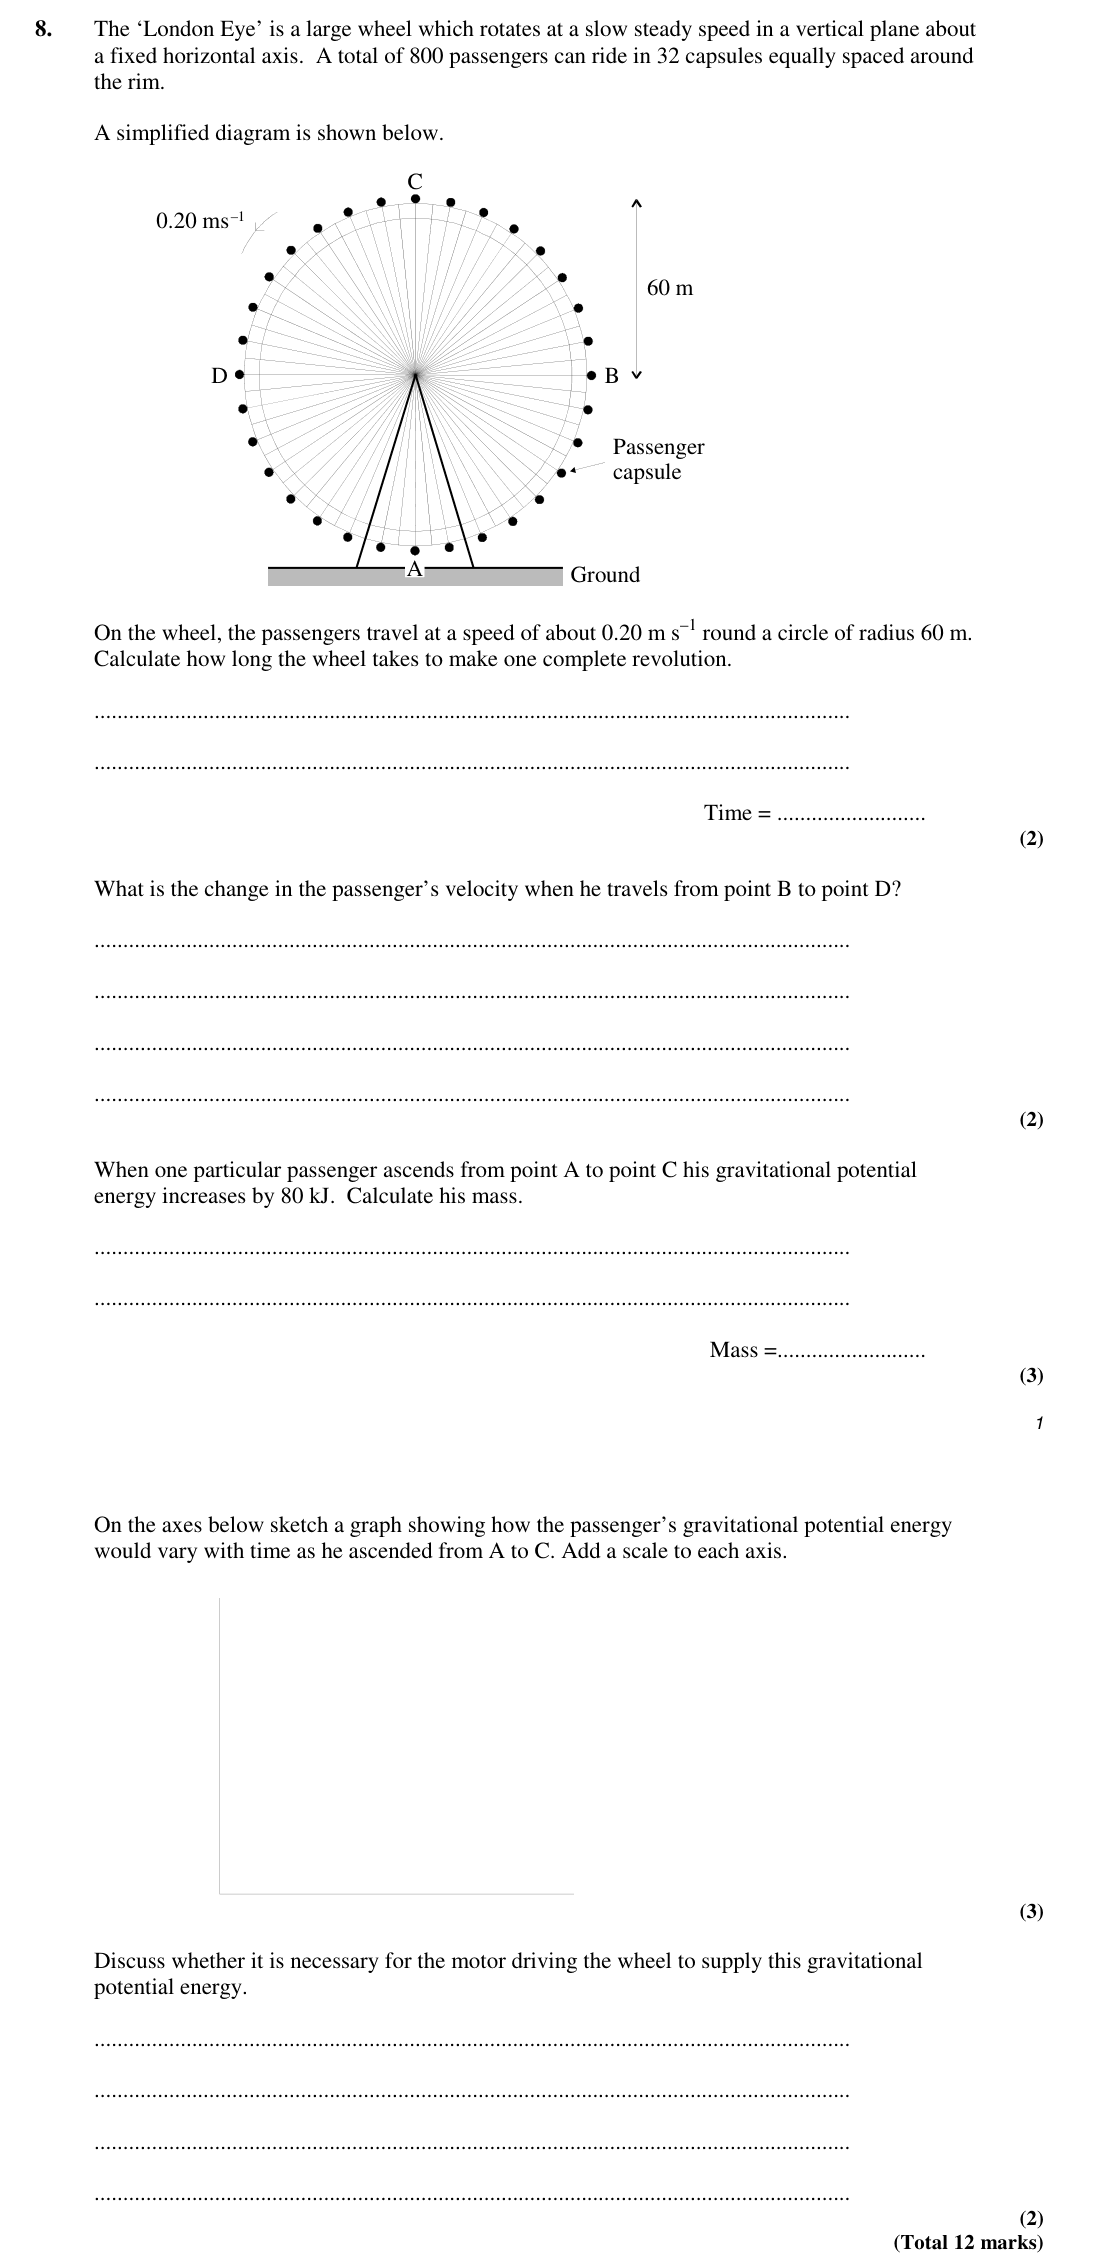 8. The ‘London Eye’ is a large wheel which rotates at a slow steady speed in a vertical plane about
a fixed horizontal axis. A total of 800 passengers can ride in 32 capsules equally spaced around
the rim.
A simplified diagram is shown below.
C
0.20 ms⁻¹
60 m
D
B
Passenger
capsule
A
Ground
On the wheel, the passengers travel at a speed of about 0.20 m s⁻¹ round a circle of radius 60 m.
Calculate how long the wheel takes to make one complete revolution.
..................................................................................................................................
..................................................................................................................................
Time = ..........................
(2)
What is the change in the passenger’s velocity when he travels from point B to point D?
..................................................................................................................................
..................................................................................................................................
..................................................................................................................................
..................................................................................................................................
(2)
When one particular passenger ascends from point A to point C his gravitational potential
energy increases by 80 kJ. Calculate his mass.
..................................................................................................................................
..................................................................................................................................
Mass =..........................
(3)
1
On the axes below sketch a graph showing how the passenger’s gravitational potential energy
would vary with time as he ascended from A to C. Add a scale to each axis.
(3)
Discuss whether it is necessary for the motor driving the wheel to supply this gravitational
potential energy.
..................................................................................................................................
..................................................................................................................................
..................................................................................................................................
..................................................................................................................................
(2)
(Total 12 marks)